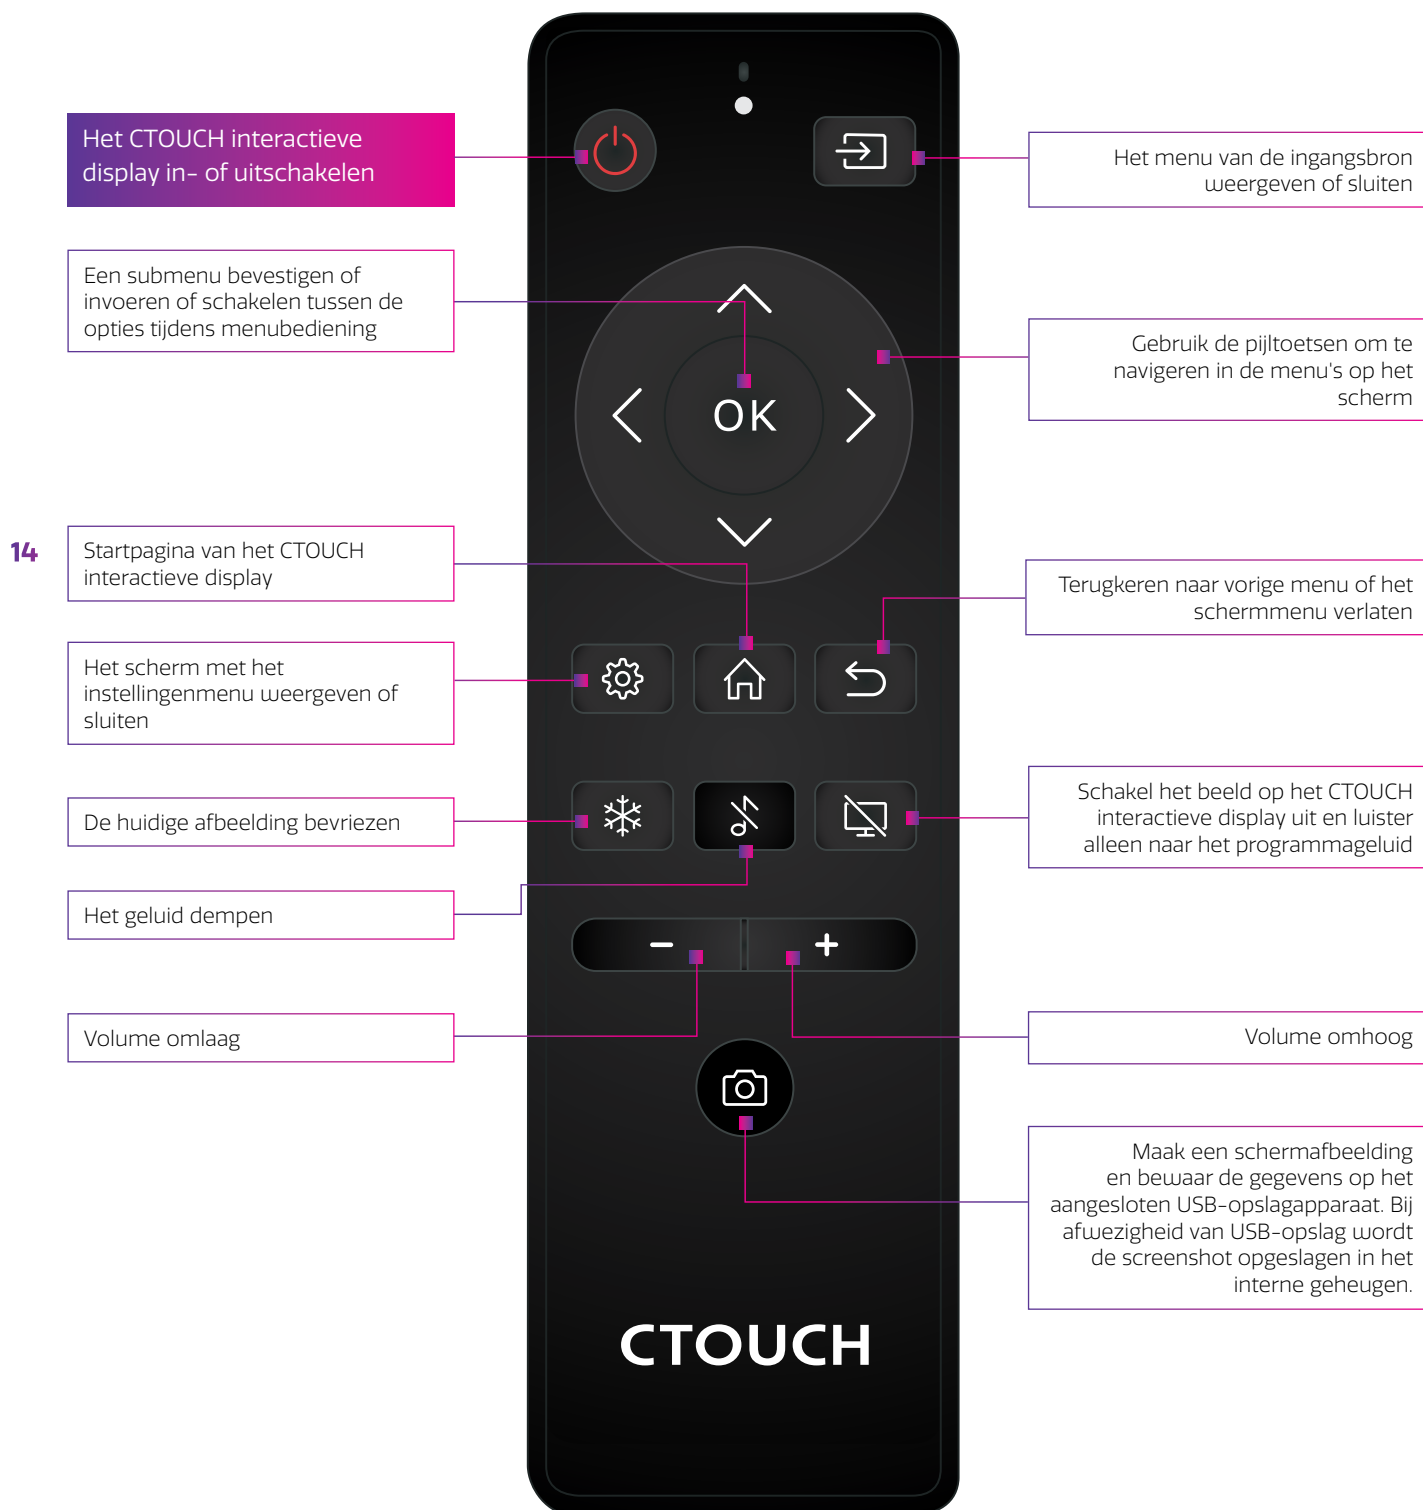 Het CTOUCH interactieve
display in- of uitschakelen
Het menu van de ingangsbron
weergeven of sluiten
Een submenu bevestigen of
invoeren of schakelen tussen de
opties tijdens menubediening
Gebruik de pijltoetsen om te
navigeren in de menu's op het
scherm
OK
14
Startpagina van het CTOUCH
interactieve display
Terugkeren naar vorige menu of het
schermmenu verlaten
Het scherm met het
instellingenmenu weergeven of
sluiten
De huidige afbeelding bevriezen
Schakel het beeld op het CTOUCH
interactieve display uit en luister
alleen naar het programmageluid
Het geluid dempen
Volume omlaag
Volume omhoog
Maak een schermafbeelding
en bewaar de gegevens op het
aangesloten USB-opslagapparaat. Bij
afwezigheid van USB-opslag wordt
de screenshot opgeslagen in het
interne geheugen.
CTOUCH